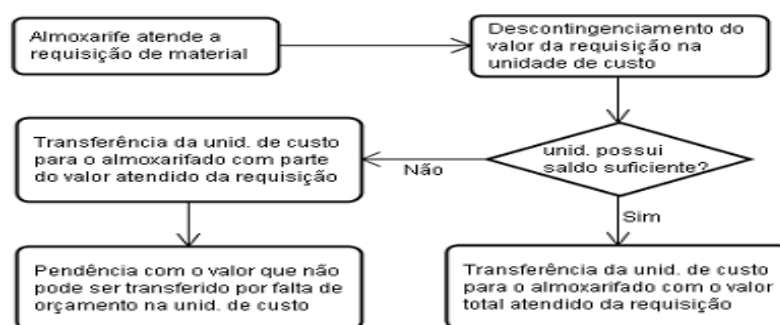 Almoxarife atende a
requisição de material
Descontingenciamento do
valor da requisição na
unidade de custo
unid. possui
saldo suficiente?
Não
Transferência da unid. de custo
para o almoxarifado com parte
do valor atendido da requisição
Pendência com o valor que não
pode ser transferido por falta de
orçamento na unid. de custo
Sim
Transferência da unid. de custo
para o almoxarifado com o valor
total atendido da requisição